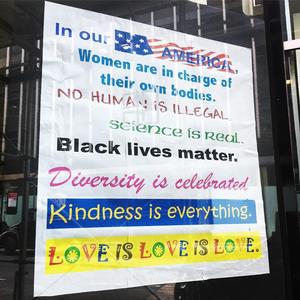 In our AMERICA,
Women are in charge of
their own bodies.
NO HUMAN IS ILLEGAL
science is real.
Black lives matter.
Diversity is celebrated
Kindness is everything.
LOVE IS LOVE IS LOVE.